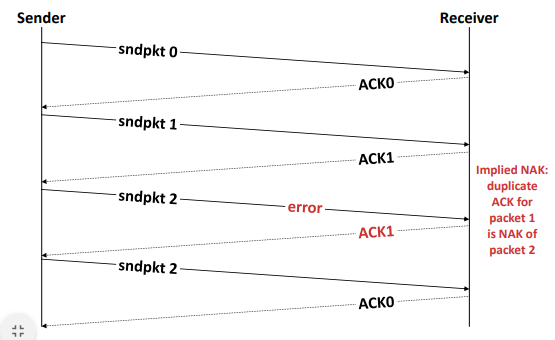 Sender
Receiver
sndpkt 0
ACK0
sndpkt 1
ACK1
Implied NAK:
duplicate
ACK for
packet 1
is NAK of
packet 2
sndpkt 2
error
ACK1
sndpkt 2
ACK0